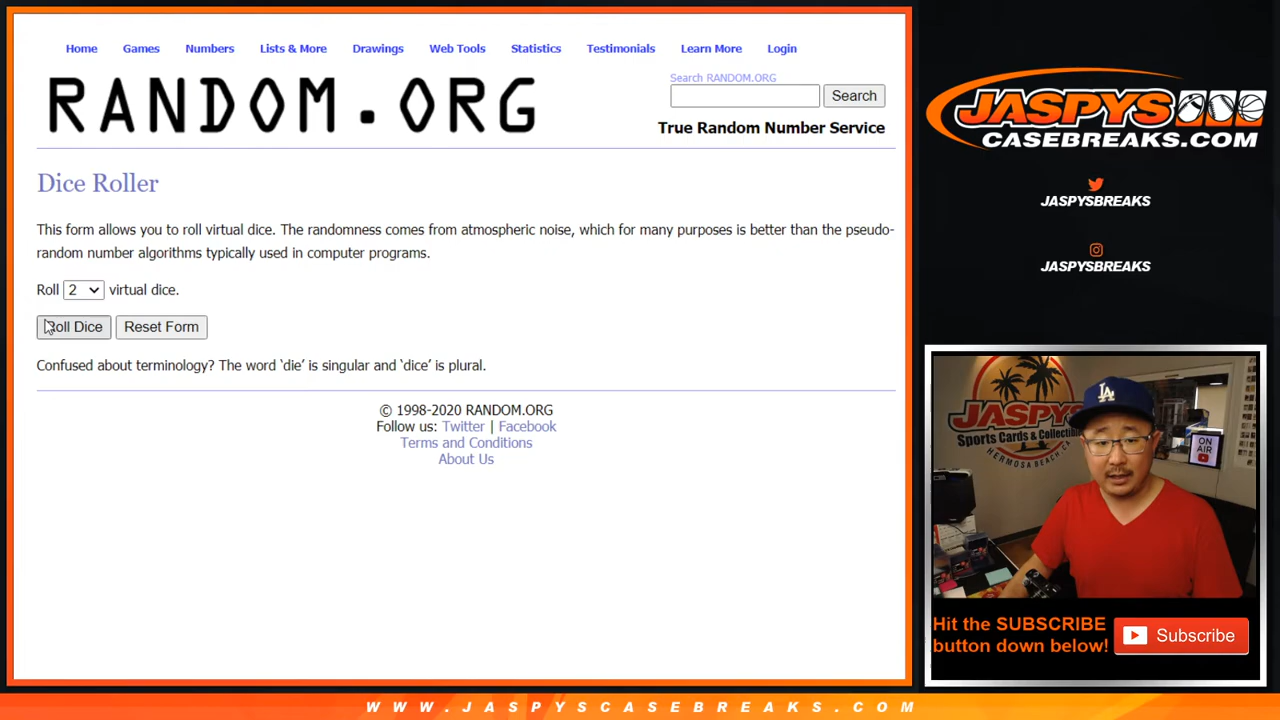 Home Games Numbers Lists & More Drawings Web Tools Statistics Testimonials Learn More Login
RANDOM.ORG
Search RANDOM.ORG
Search
True Random Number Service
Dice Roller
This form allows you to roll virtual dice. The randomness comes from atmospheric noise, which for many purposes is better than the pseudo-
random number algorithms typically used in computer programs.
Roll 2 virtual dice.
Roll Dice Reset Form
Confused about terminology? The word ‘die’ is singular and ‘dice’ is plural.
© 1998-2020 RANDOM.ORG
Follow us: Twitter | Facebook
Terms and Conditions
About Us
JASPYS
CASEBREAKS.COM
JASPYSBREAKS
JASPYSBREAKS
JASPYS
Sports Cards & Collectibl
HERMOSA BEACH, CA
LA
ON AIR
Hit the SUBSCRIBE
button down below!
Subscribe
WWW.JASPYSCASEBREAKS.COM